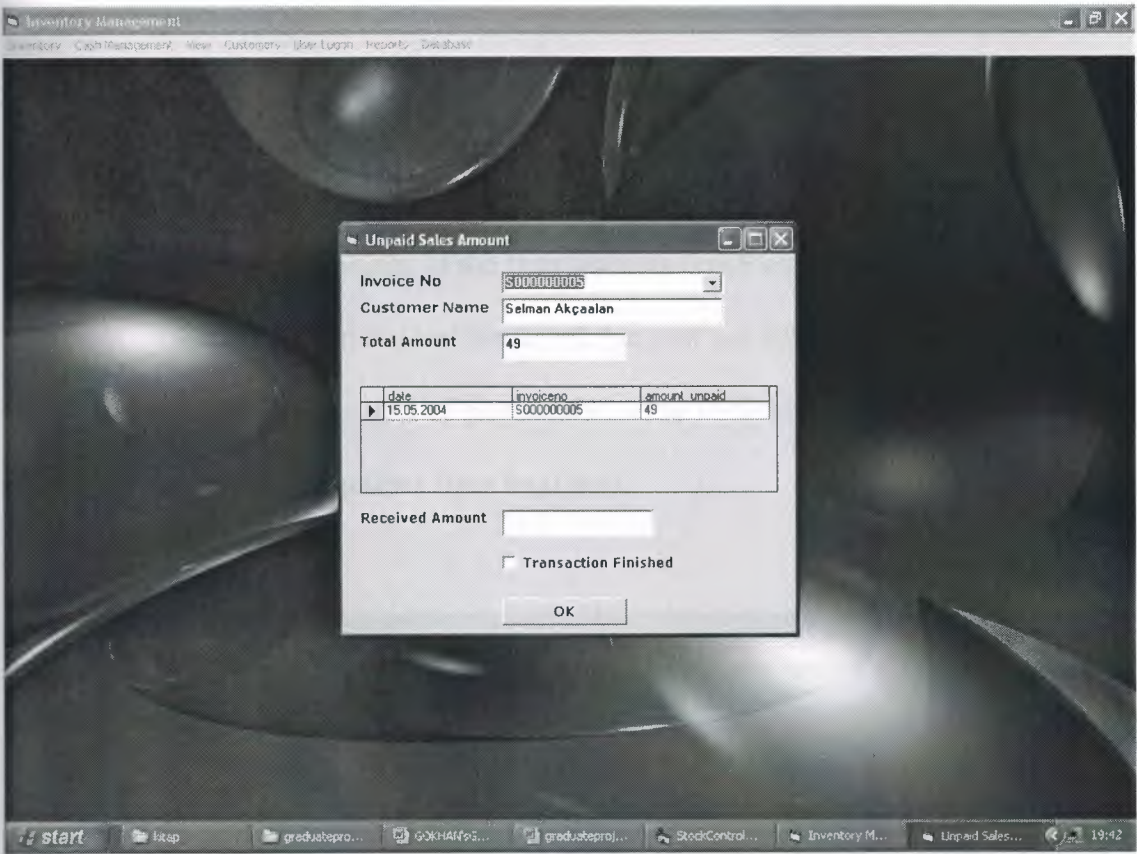 Inventory Management
Inventory Cash Management View Customers User Logon Reports Database
Unpaid Sales Amount
Invoice No S000000005
Customer Name Selman Akçaalan
Total Amount 49
date invoiceno amount_unpaid
15.05.2004 S000000005 49
Received Amount
Transaction Finished
OK
start kitap graduatepro... GOKHAN's... graduateproj... StockControl... Inventory M... Unpaid Sales... 19:42